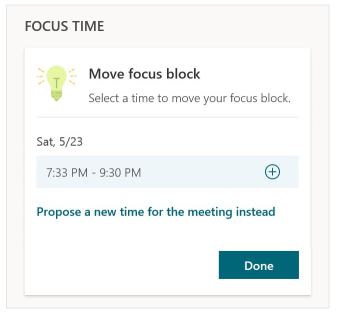 FOCUS TIME
Move focus block
Select a time to move your focus block.
Sat, 5/23
7:33 PM - 9:30 PM
Propose a new time for the meeting instead
Done